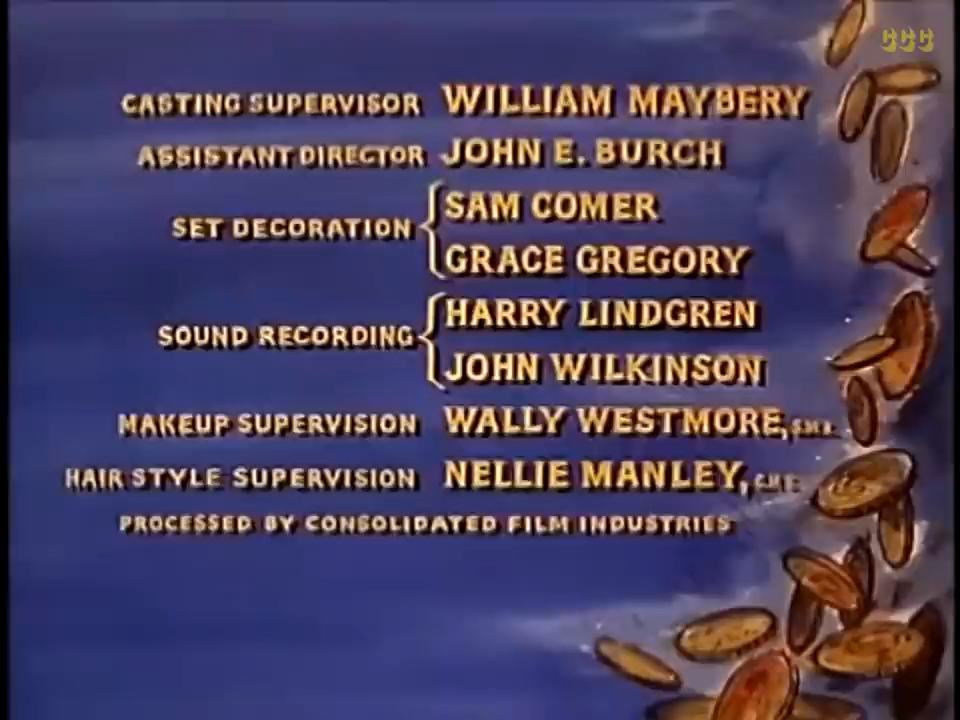 CCC
CASTING SUPERVISOR WILLIAM MAYBERY
ASSISTANT DIRECTOR JOHN E. BURCH
SET DECORATION SAM COMER
GRACE GREGORY
SOUND RECORDING HARRY LINDGREN
JOHN WILKINSON
MAKEUP SUPERVISION WALLY WESTMORE,
HAIR STYLE SUPERVISION NELLIE MANLEY,
PROCESSED BY CONSOLIDATED FILM INDUSTRIES